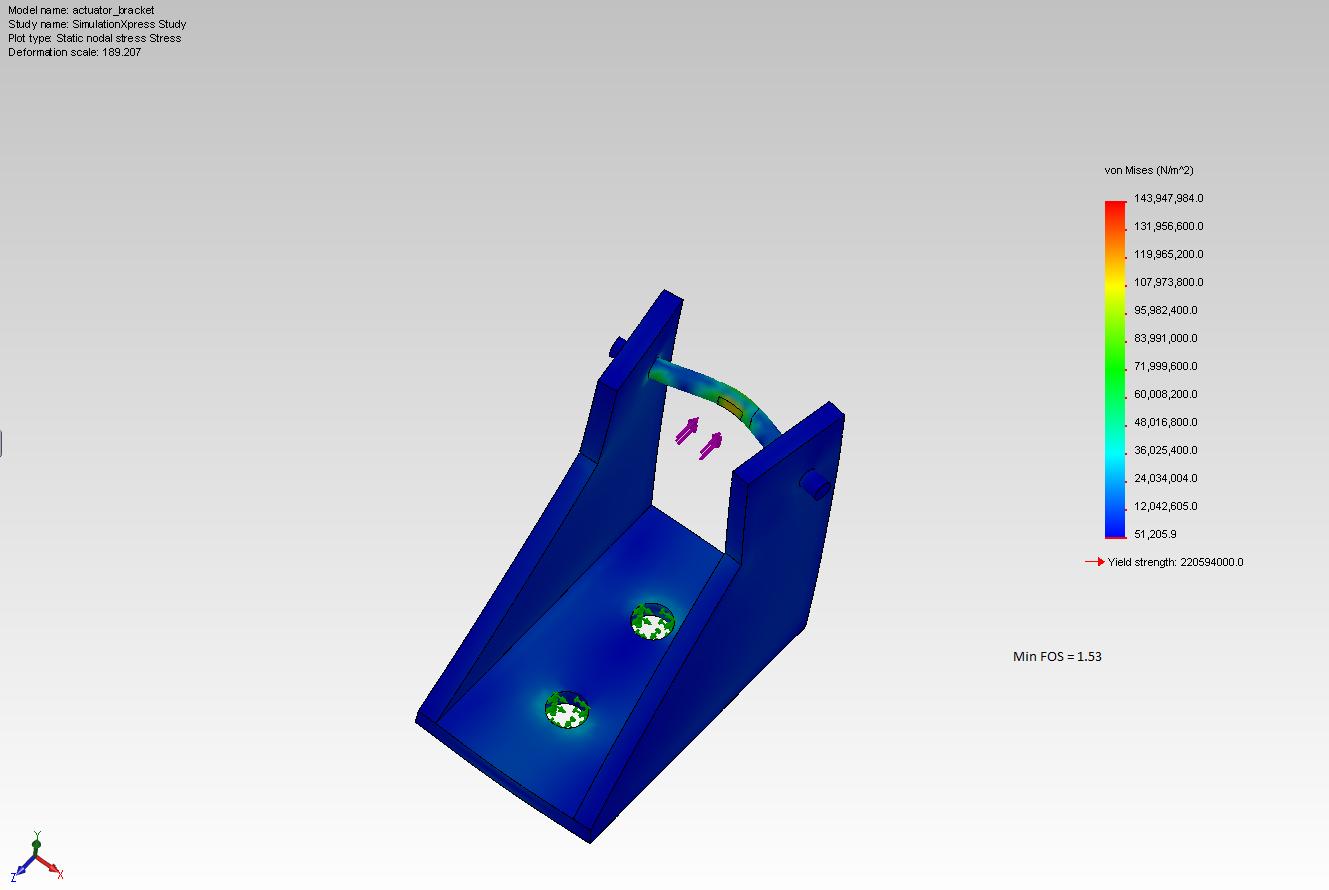 Model name: actuator_bracket
Study name: SimulationXpress Study
Plot type: Static nodal stress Stress
Deformation scale: 189.207
von Mises (N/m^2)
143,947,984.0
131,956,600.0
119,965,200.0
107,973,800.0
95,982,400.0
83,991,000.0
71,999,600.0
60,008,200.0
48,016,800.0
36,025,400.0
24,034,004.0
12,042,605.0
51,205.9
Yield strength: 220594000.0
Min FOS = 1.53
Y
Z
X